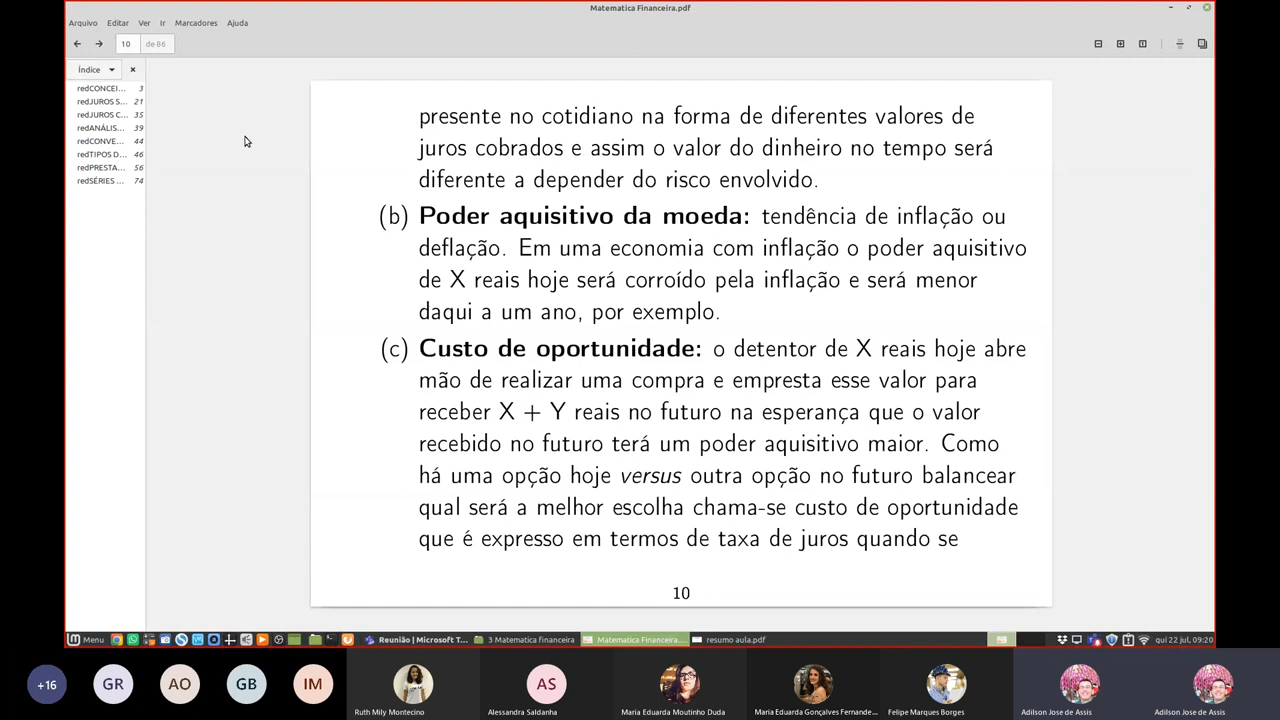 Matematica Financeira.pdf
Arquivo Editar Ver Ir Marcadores Ajuda
10 de 86
Índice
redCONCEI... 3
redJUROS S... 21
redJUROS C... 35
redANÁLIS... 39
redCONVE... 44
redTIPOS D... 46
redPRESTA... 56
redSÉRIES ... 74
presente no cotidiano na forma de diferentes valores de
juros cobrados e assim o valor do dinheiro no tempo será
diferente a depender do risco envolvido.
(b) Poder aquisitivo da moeda: tendência de inflação ou
deflação. Em uma economia com inflação o poder aquisitivo
de X reais hoje será corroído pela inflação e será menor
daqui a um ano, por exemplo.
(c) Custo de oportunidade: o detentor de X reais hoje abre
mão de realizar uma compra e empresta esse valor para
receber X + Y reais no futuro na esperança que o valor
recebido no futuro terá um poder aquisitivo maior. Como
há uma opção hoje versus outra opção no futuro balancear
qual será a melhor escolha chama-se custo de oportunidade
que é expresso em termos de taxa de juros quando se
10
Menu Reunião | Microsoft T... 3 Matematica financeira Matematica Financeira... resumo aula.pdf qui 22 jul, 09:20
+16 GR AO GB IM AS
Ruth Mily Montecino Alessandra Saldanha Maria Eduarda Moutinho Duda Maria Eduarda Gonçalves Fernande... Felipe Marques Borges Adilson Jose de Assis Adilson Jose de Assis